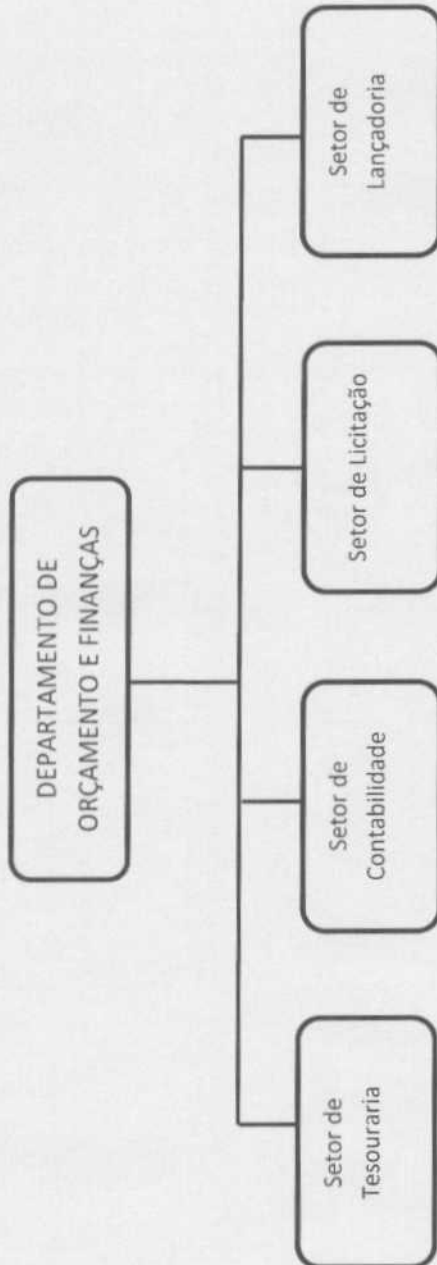 DEPARTAMENTO DE
ORÇAMENTO E FINANÇAS
Setor de
Tesouraria
Setor de
Contabilidade
Setor de Licitação
Setor de
Lançadoria